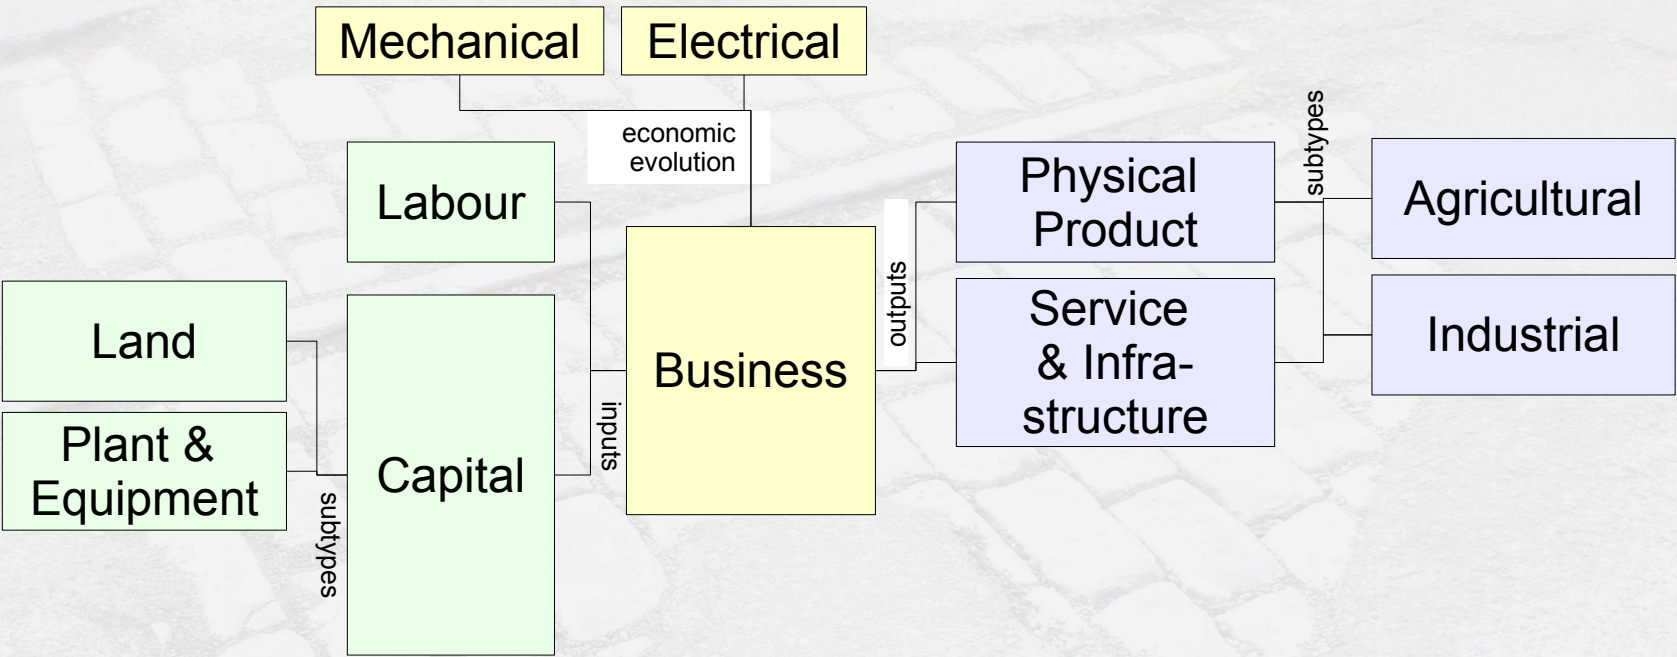 Mechanical
Electrical
economic
evolution
subtypes
Labour
Physical
Product
Agricultural
outputs
Land
Service
& Infra-
structure
Industrial
Business
inputs
Plant &
Equipment
Capital
subtypes